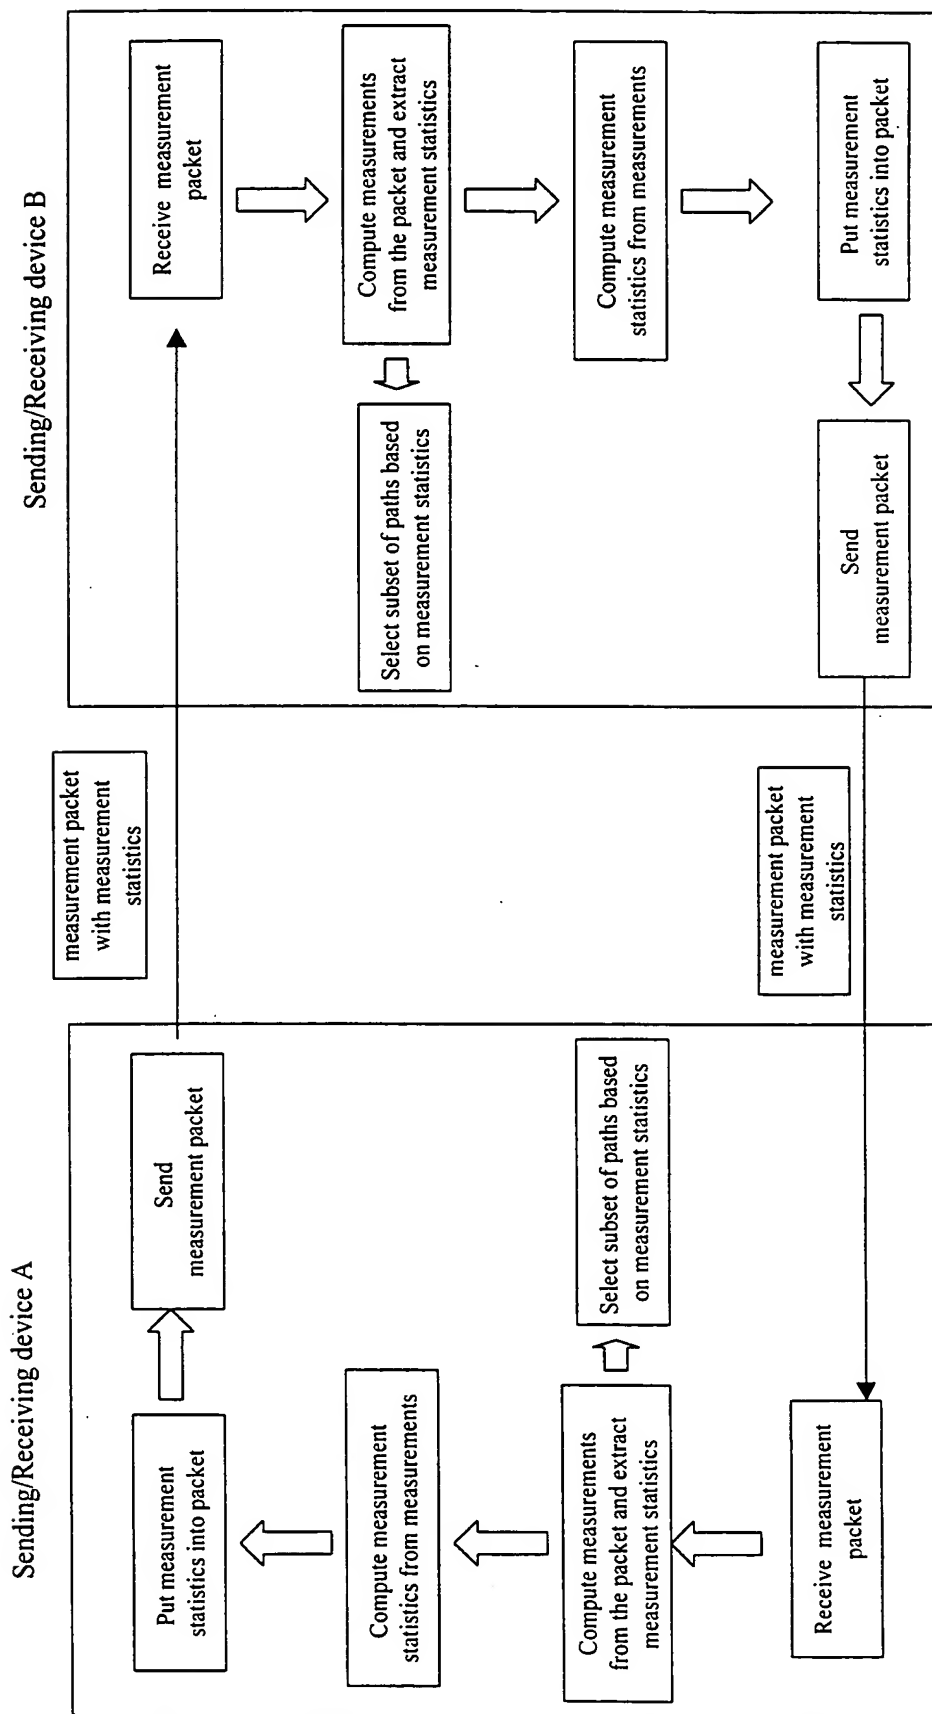 Sending/Receiving device A
Put measurement
statistics into packet
Send
measurement packet
Compute measurement
statistics from measurements
Compute measurements
from the packet and extract
measurement statistics
Select subset of paths based
on measurement statistics
Receive measurement
packet
measurement packet
with measurement
statistics
measurement packet
with measurement
statistics
Sending/Receiving device B
Receive measurement
packet
Compute measurements
from the packet and extract
measurement statistics
Select subset of paths based
on measurement statistics
Compute measurement
statistics from measurements
Put measurement
statistics into packet
Send
measurement packet